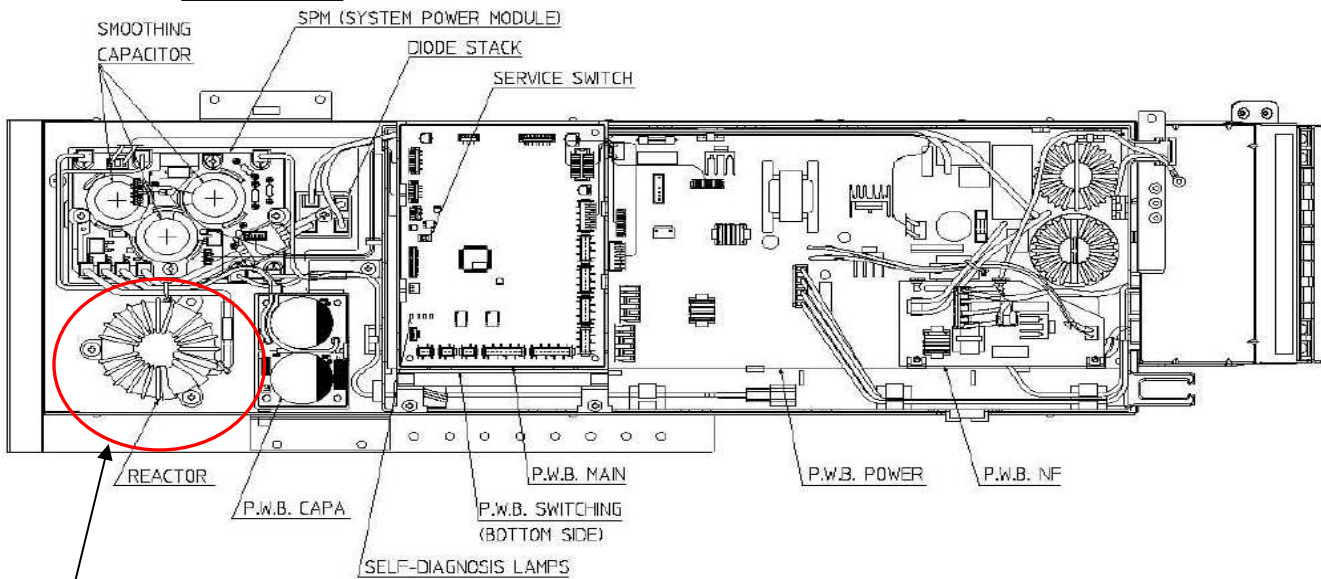 SMOOTHING
CAPACITOR
SPM (SYSTEM POWER MODULE)
DIODE STACK
SERVICE SWITCH
REACTOR
P.W.B. CAPA
P.W.B. MAIN
P.W.B. SWITCHING
(BOTTOM SIDE)
SELF-DIAGNOSIS LAMPS
P.W.B. POWER
P.W.B. NF